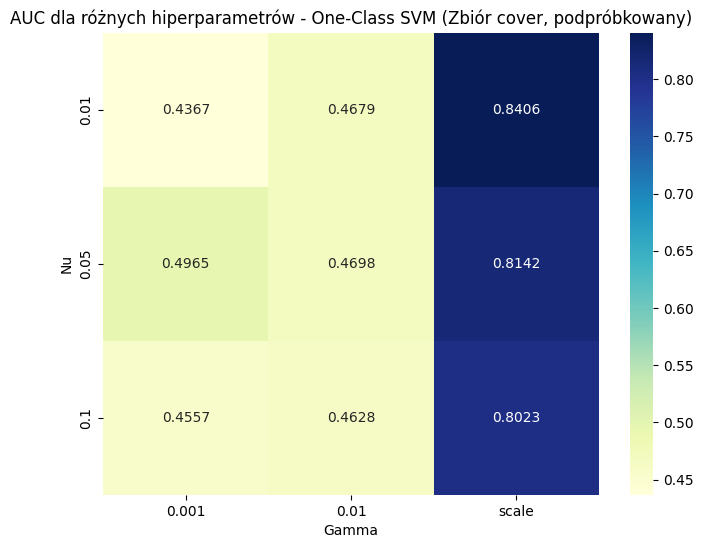 AUC dla różnych hiperparametrów - One-Class SVM (Zbiór cover, podpróbkowany)
Nu
0.01
0.4367 0.4679 0.8406
0.05
0.4965 0.4698 0.8142
0.1
0.4557 0.4628 0.8023
0.001 0.01 scale
Gamma
0.80
0.75
0.70
0.65
0.60
0.55
0.50
0.45